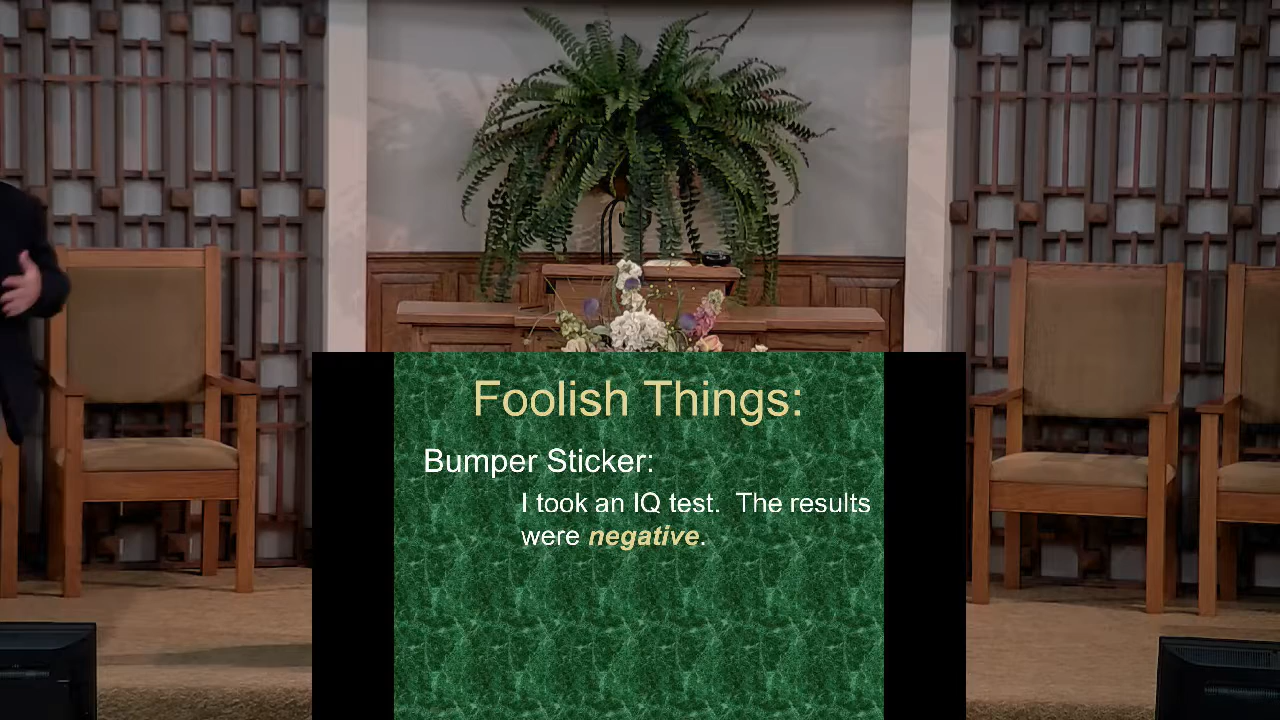 Foolish Things:
Bumper Sticker:
I took an IQ test.  The results
were negative.